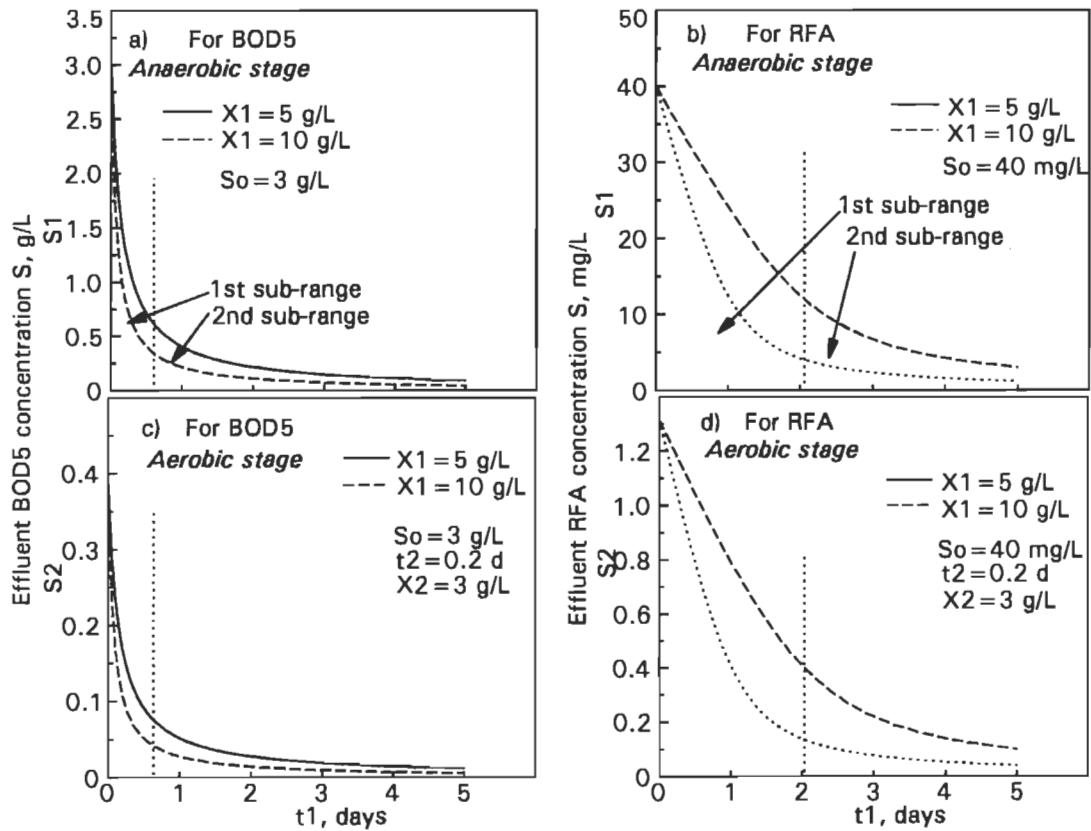 Effluent BOD5 concentration S, g/L
S1
3.5
3.0
2.5
2.0
1.5
1.0
0.5
0
a) For BOD5
Anaerobic stage
X1 = 5 g/L
X1 = 10 g/L
So = 3 g/L
1st sub-range
2nd sub-range
Effluent RFA concentration S, mg/L
S1
50
40
30
20
10
0
b) For RFA
Anaerobic stage
X1 = 5 g/L
X1 = 10 g/L
So = 40 mg/L
1st sub-range
2nd sub-range
S2
0.4
0.3
0.2
0.1
0
c) For BOD5
Aerobic stage
X1 = 5 g/L
X1 = 10 g/L
So = 3 g/L
t2 = 0.2 d
X2 = 3 g/L
0 1 2 3 4 5
t1, days
S2
1.2
1.0
0.8
0.6
0.4
0.2
0
d) For RFA
Aerobic stage
X1 = 5 g/L
X1 = 10 g/L
So = 40 mg/L
t2 = 0.2 d
X2 = 3 g/L
0 1 2 3 4 5
t1, days